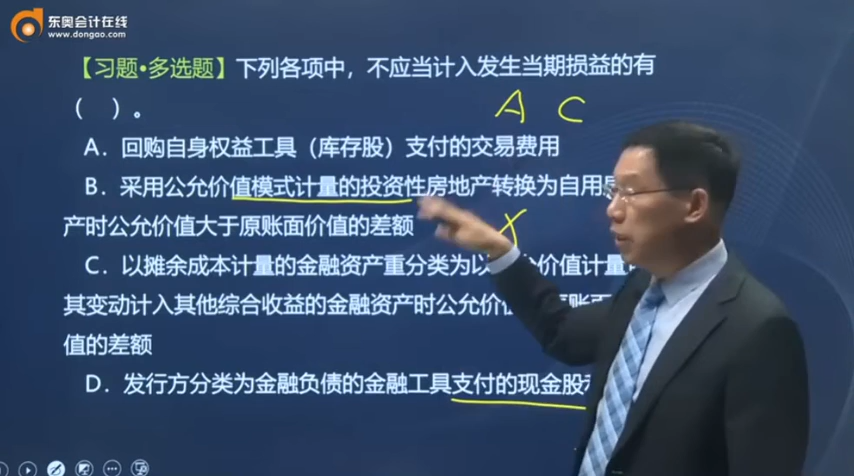 东奥会计在线
www.dongao.com
【习题•多选题】下列各项中，不应当计入发生当期损益的有
（ ）。
A C
A．回购自身权益工具（库存股）支付的交易费用
B．采用公允价值模式计量的投资性房地产转换为自用
产时公允价值大于原账面价值的差额
C．以摊余成本计量的金融资产重分类为以 价值计量
其变动计入其他综合收益的金融资产时公允价
值的差额
D．发行方分类为金融负债的金融工具支付的现金股